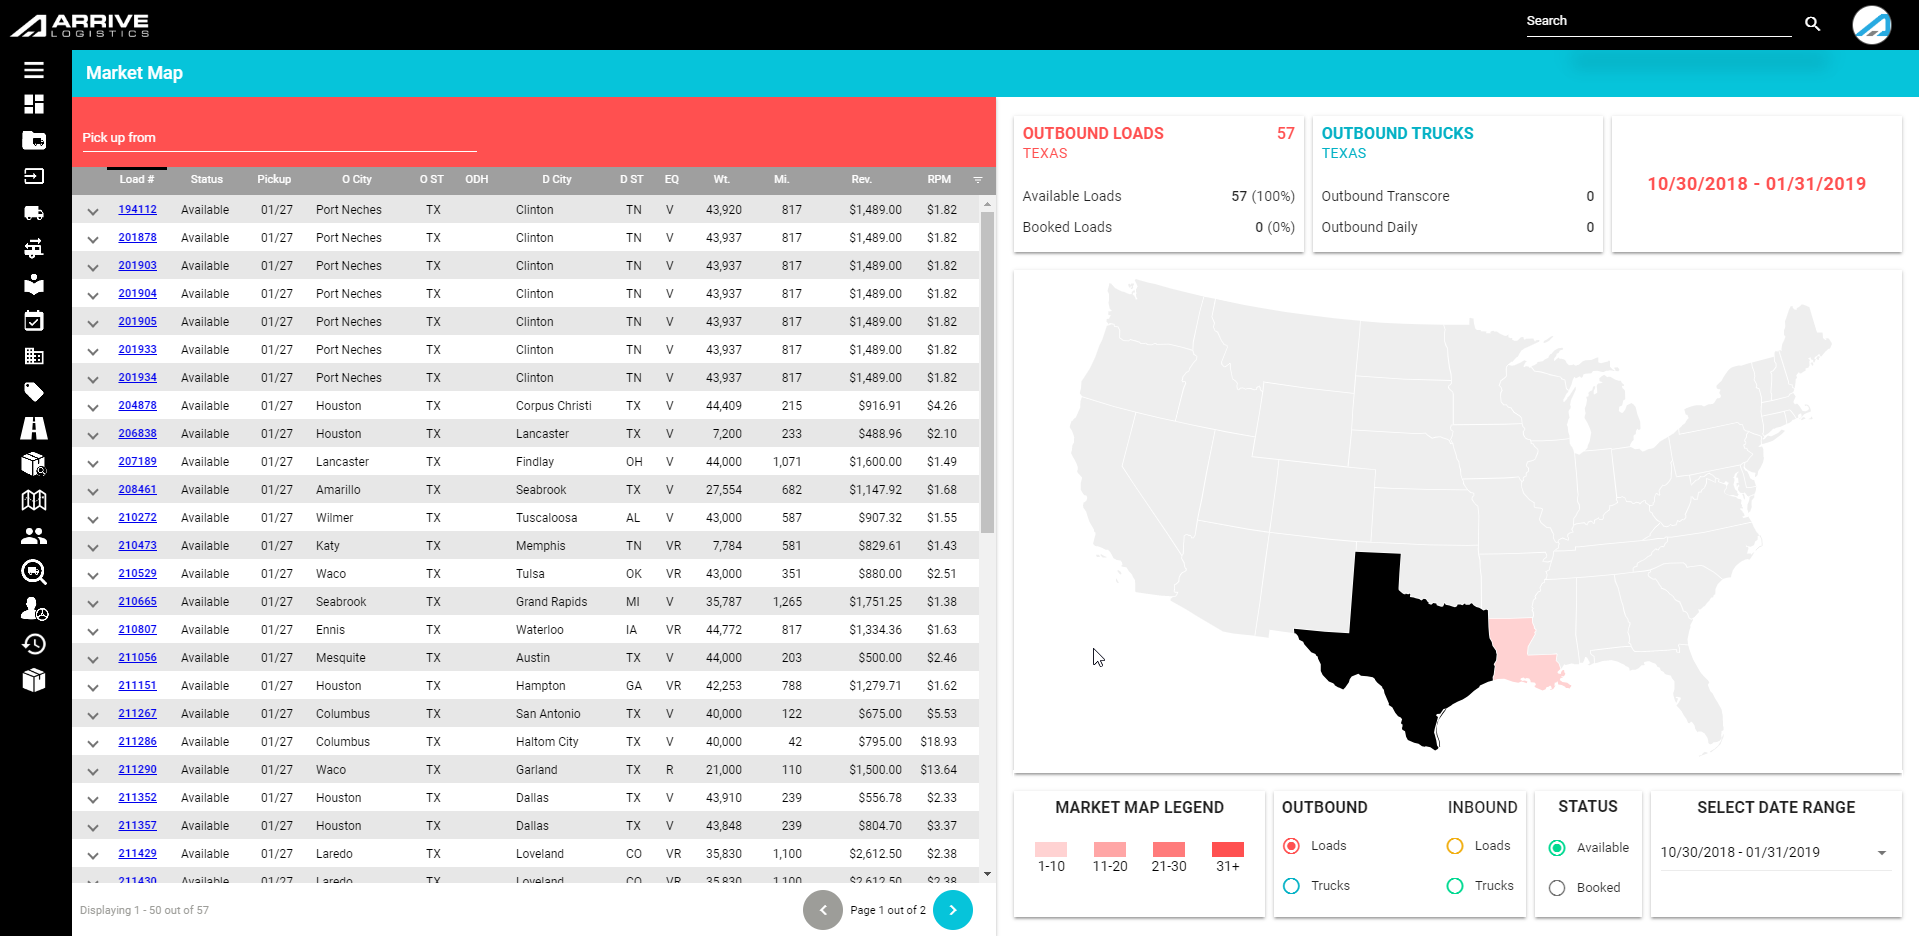 ARRIVE
LOGISTICS
Search
Market Map
Pick up from
Load # Status Pickup O City O ST ODH D City D ST EQ Wt. Mi. Rev. RPM
194112 Available 01/27 Port Neches TX Clinton TN V 43,920 817 $1,489.00 $1.82
201878 Available 01/27 Port Neches TX Clinton TN V 43,937 817 $1,489.00 $1.82
201903 Available 01/27 Port Neches TX Clinton TN V 43,937 817 $1,489.00 $1.82
201904 Available 01/27 Port Neches TX Clinton TN V 43,937 817 $1,489.00 $1.82
201905 Available 01/27 Port Neches TX Clinton TN V 43,937 817 $1,489.00 $1.82
201933 Available 01/27 Port Neches TX Clinton TN V 43,937 817 $1,489.00 $1.82
201934 Available 01/27 Port Neches TX Clinton TN V 43,937 817 $1,489.00 $1.82
204878 Available 01/27 Houston TX Corpus Christi TX V 44,409 215 $916.91 $4.26
206838 Available 01/27 Houston TX Lancaster TX V 7,200 233 $488.96 $2.10
207189 Available 01/27 Lancaster TX Findlay OH V 44,000 1,071 $1,600.00 $1.49
208461 Available 01/27 Amarillo TX Seabrook TX V 27,554 682 $1,147.92 $1.68
210272 Available 01/27 Wilmer TX Tuscaloosa AL V 43,000 587 $907.32 $1.55
210473 Available 01/27 Katy TX Memphis TN VR 7,784 581 $829.61 $1.43
210529 Available 01/27 Waco TX Tulsa OK VR 43,000 351 $880.00 $2.51
210665 Available 01/27 Seabrook TX Grand Rapids MI V 35,787 1,265 $1,751.25 $1.38
210807 Available 01/27 Ennis TX Waterloo IA VR 44,772 817 $1,334.36 $1.63
211056 Available 01/27 Mesquite TX Austin TX V 44,000 203 $500.00 $2.46
211151 Available 01/27 Houston TX Hampton GA VR 42,253 788 $1,279.71 $1.62
211267 Available 01/27 Columbus TX San Antonio TX V 40,000 122 $675.00 $5.53
211286 Available 01/27 Columbus TX Haltom City TX V 40,000 42 $795.00 $18.93
211290 Available 01/27 Waco TX Garland TX R 21,000 110 $1,500.00 $13.64
211352 Available 01/27 Houston TX Dallas TX V 43,910 239 $556.78 $2.33
211357 Available 01/27 Houston TX Dallas TX V 43,848 239 $804.70 $3.37
211429 Available 01/27 Laredo TX Loveland CO VR 35,830 1,100 $2,612.50 $2.38
211430 Available 01/27 Laredo TX Loveland CO VR 35,830 1,100 $2,612.50 $2.38
Displaying 1 - 50 out of 57
Page 1 out of 2
OUTBOUND LOADS 57
TEXAS
Available Loads 57 (100%)
Booked Loads 0 (0%)
OUTBOUND TRUCKS
TEXAS
Outbound Transcore 0
Outbound Daily 0
10/30/2018 - 01/31/2019
MARKET MAP LEGEND
1-10 11-20 21-30 31+
OUTBOUND INBOUND
Loads Loads
Trucks Trucks
STATUS
Available
Booked
SELECT DATE RANGE
10/30/2018 - 01/31/2019